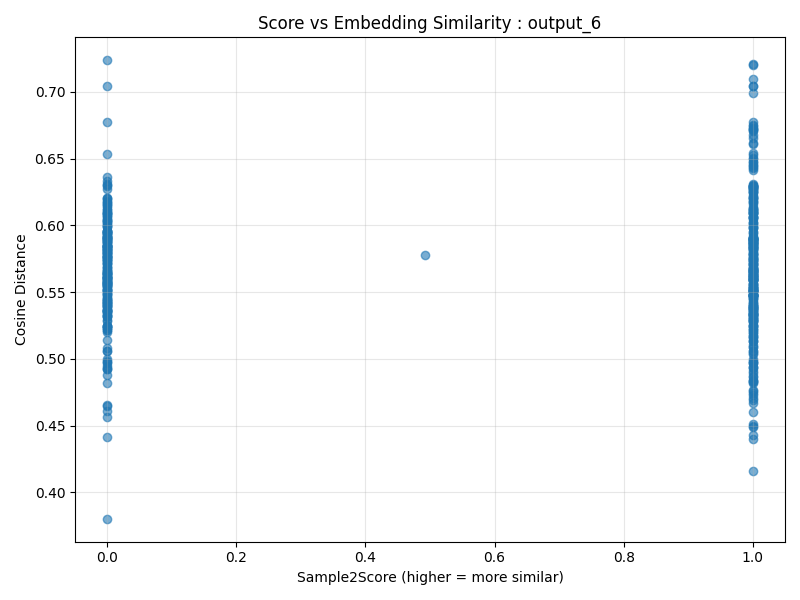 Score vs Embedding Similarity : output_6
Cosine Distance
0.70
0.65
0.60
0.55
0.50
0.45
0.40
0.0 0.2 0.4 0.6 0.8 1.0
Sample2Score (higher = more similar)